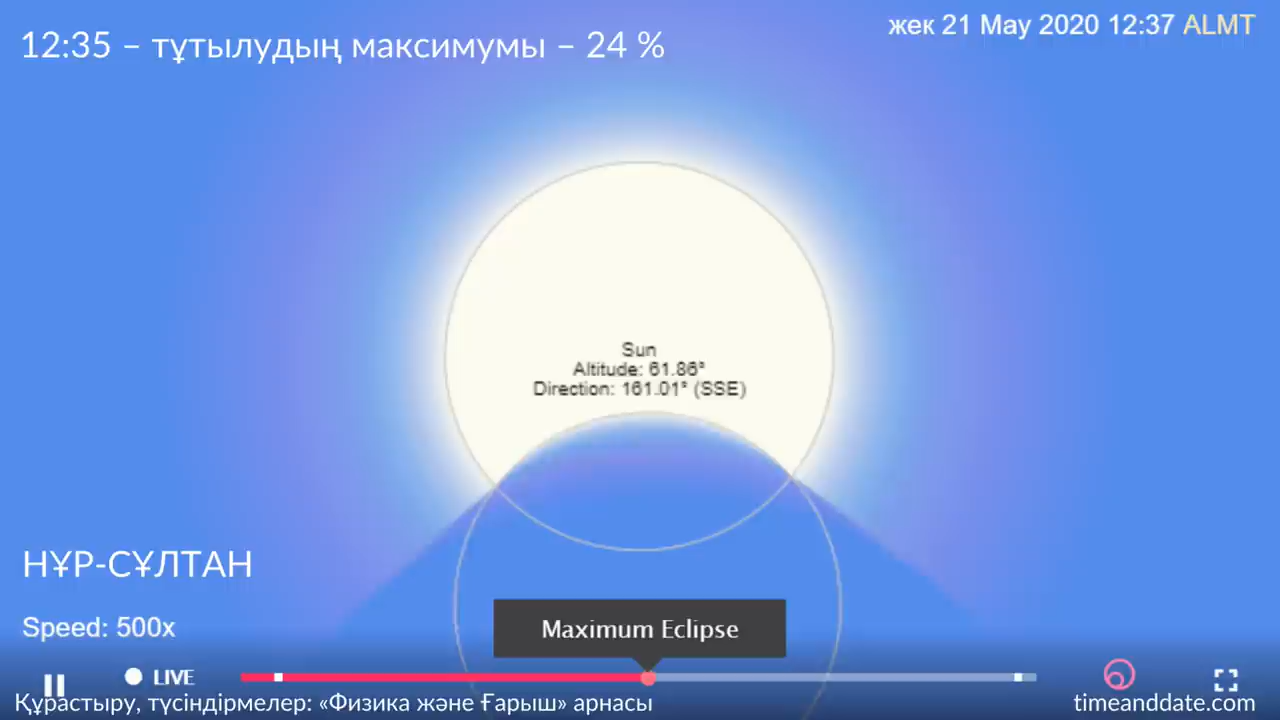 12:35 – тұтылудың максимумы – 24 %
жек 21 May 2020 12:37 ALMT
Sun
Altitude: 61.86°
Direction: 161.01° (SSE)
НҰР-СҰЛТАН
Speed: 500x
Maximum Eclipse
LIVE
Құрастыру, түсіндірмелер: «Физика және Ғарыш» арнасы
timeanddate.com